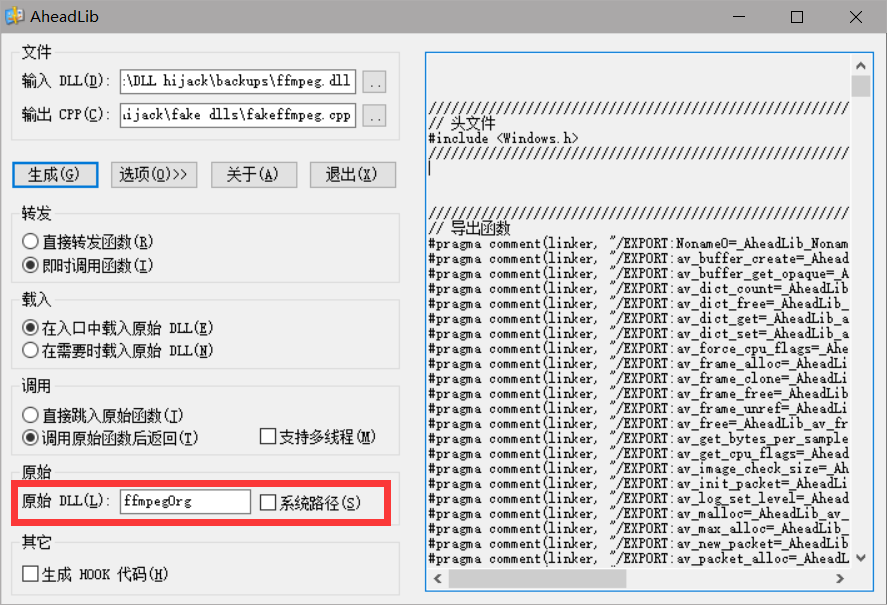 AheadLib
文件
输入 DLL(D): :\DLL hijack\backups\ffmpeg.dll ..
输出 CPP(C): ijack\fake dlls\fakeffmpeg.cpp ..
生成(G) 选项(O)>> 关于(A) 退出(X)
转发
直接转发函数(R)
即时调用函数(I)
载入
在入口中载入原始 DLL(E)
在需要时载入原始 DLL(N)
调用
直接跳入原始函数(J)
调用原始函数后返回(T) 支持多线程(M)
原始
原始 DLL(L): ffmpegOrg 系统路径(S)
其它
生成 HOOK 代码(H)
////////////////////////////////////////////////////////
// 头文件
#include <Windows.h>
////////////////////////////////////////////////////////
////////////////////////////////////////////////////////
// 导出函数
#pragma comment(linker, "/EXPORT:Noname0=_AheadLib_Nonam
#pragma comment(linker, "/EXPORT:av_buffer_create=_Ahead
#pragma comment(linker, "/EXPORT:av_buffer_get_opaque=_A
#pragma comment(linker, "/EXPORT:av_dict_count=_AheadLib
#pragma comment(linker, "/EXPORT:av_dict_free=_AheadLib_
#pragma comment(linker, "/EXPORT:av_dict_get=_AheadLib_a
#pragma comment(linker, "/EXPORT:av_dict_set=_AheadLib_a
#pragma comment(linker, "/EXPORT:av_force_cpu_flags=_Ahe
#pragma comment(linker, "/EXPORT:av_frame_alloc=_AheadLi
#pragma comment(linker, "/EXPORT:av_frame_clone=_AheadLi
#pragma comment(linker, "/EXPORT:av_frame_free=_AheadLib
#pragma comment(linker, "/EXPORT:av_frame_unref=_AheadLi
#pragma comment(linker, "/EXPORT:av_free=_AheadLib_av_fr
#pragma comment(linker, "/EXPORT:av_get_bytes_per_sample
#pragma comment(linker, "/EXPORT:av_get_cpu_flags=_Ahead
#pragma comment(linker, "/EXPORT:av_image_check_size=_Ah
#pragma comment(linker, "/EXPORT:av_init_packet=_AheadLi
#pragma comment(linker, "/EXPORT:av_log_set_level=_Ahead
#pragma comment(linker, "/EXPORT:av_malloc=_AheadLib_av_
#pragma comment(linker, "/EXPORT:av_max_alloc=_AheadLib_
#pragma comment(linker, "/EXPORT:av_new_packet=_AheadLib
#pragma comment(linker, "/EXPORT:av_packet_alloc=_AheadL